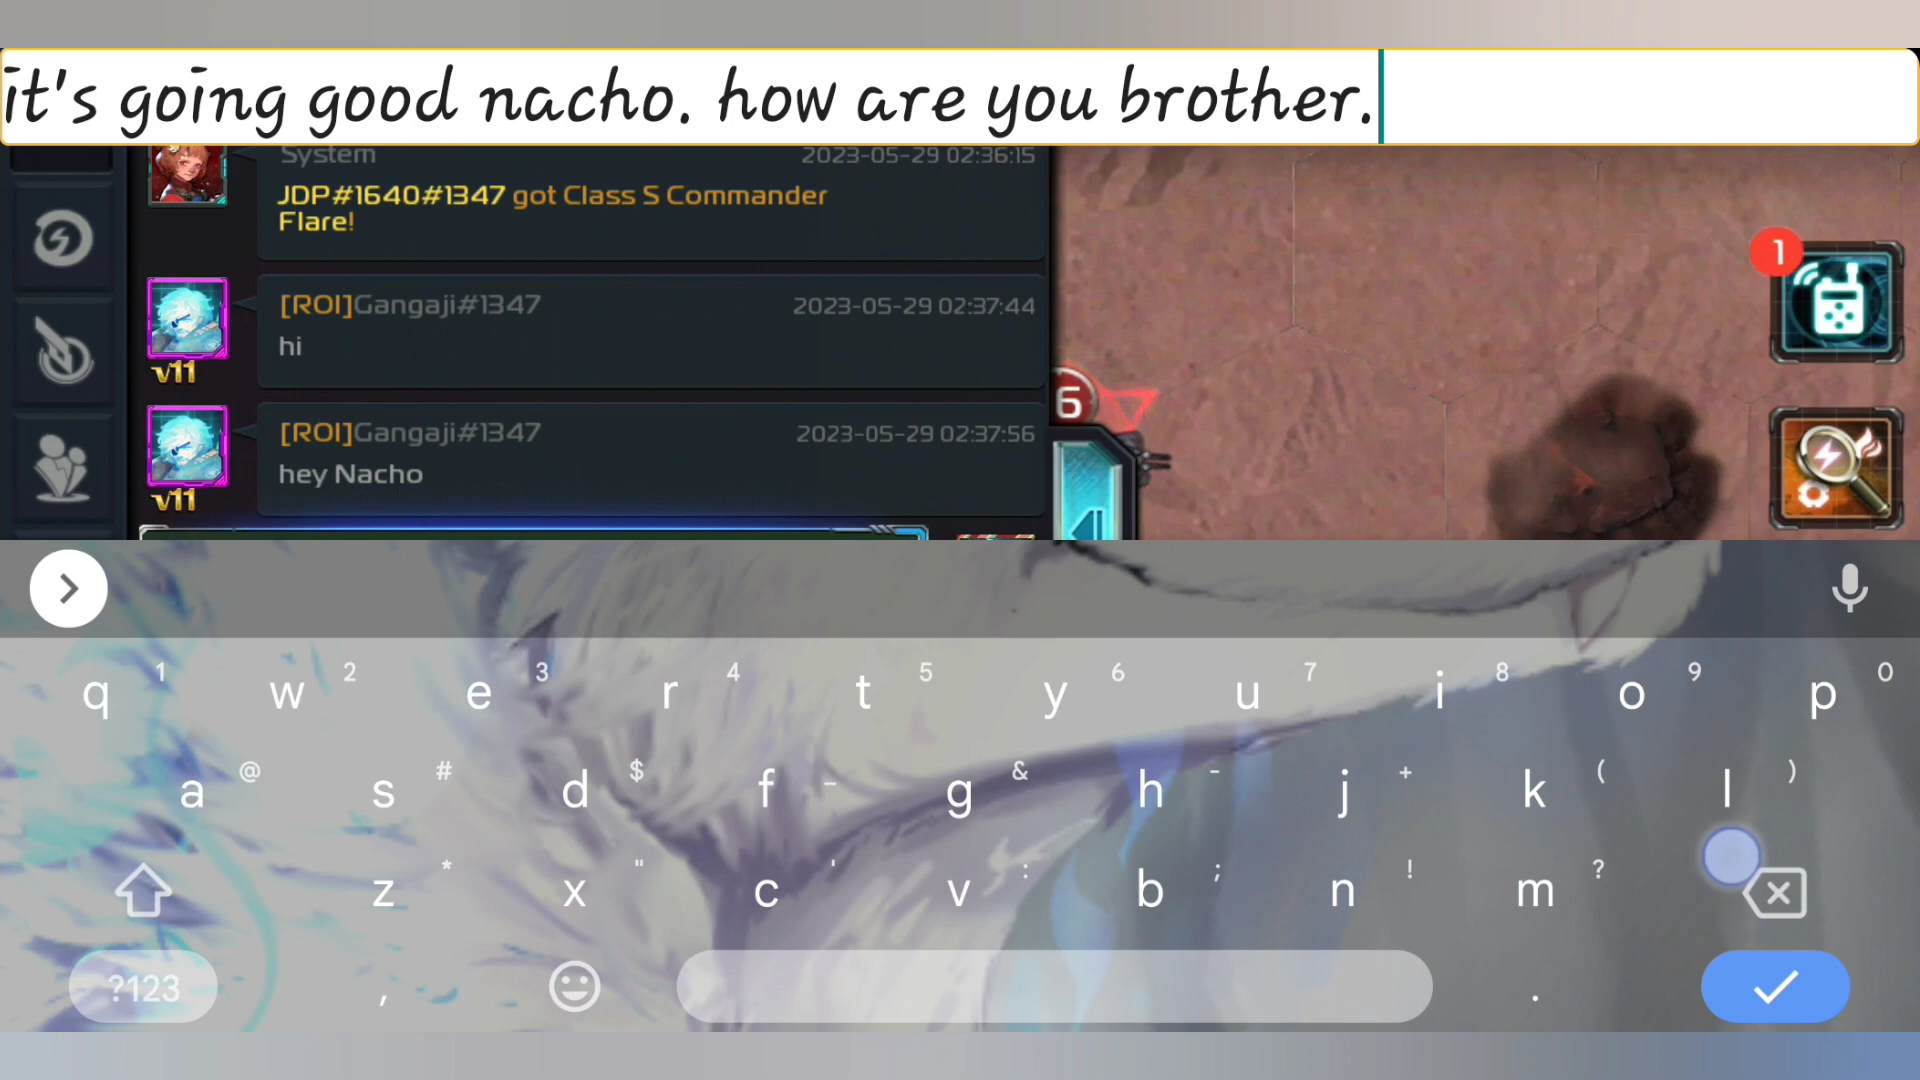 it's going good nacho. how are you brother.
System 2023-05-29 02:36:15
JDP#1640#1347 got Class S Commander
Flare!
[ROI]Gangaji#1347 2023-05-29 02:37:44
hi
v11
[ROI]Gangaji#1347 2023-05-29 02:37:56
hey Nacho
v11
6
1
q 1 w 2 e 3 r 4 t 5 y 6 u 7 i 8 o 9 p 0
a @ s # d $ f - g & h - j + k ( l )
z * x " c ' v : b ; n ! m ?
?123 , .